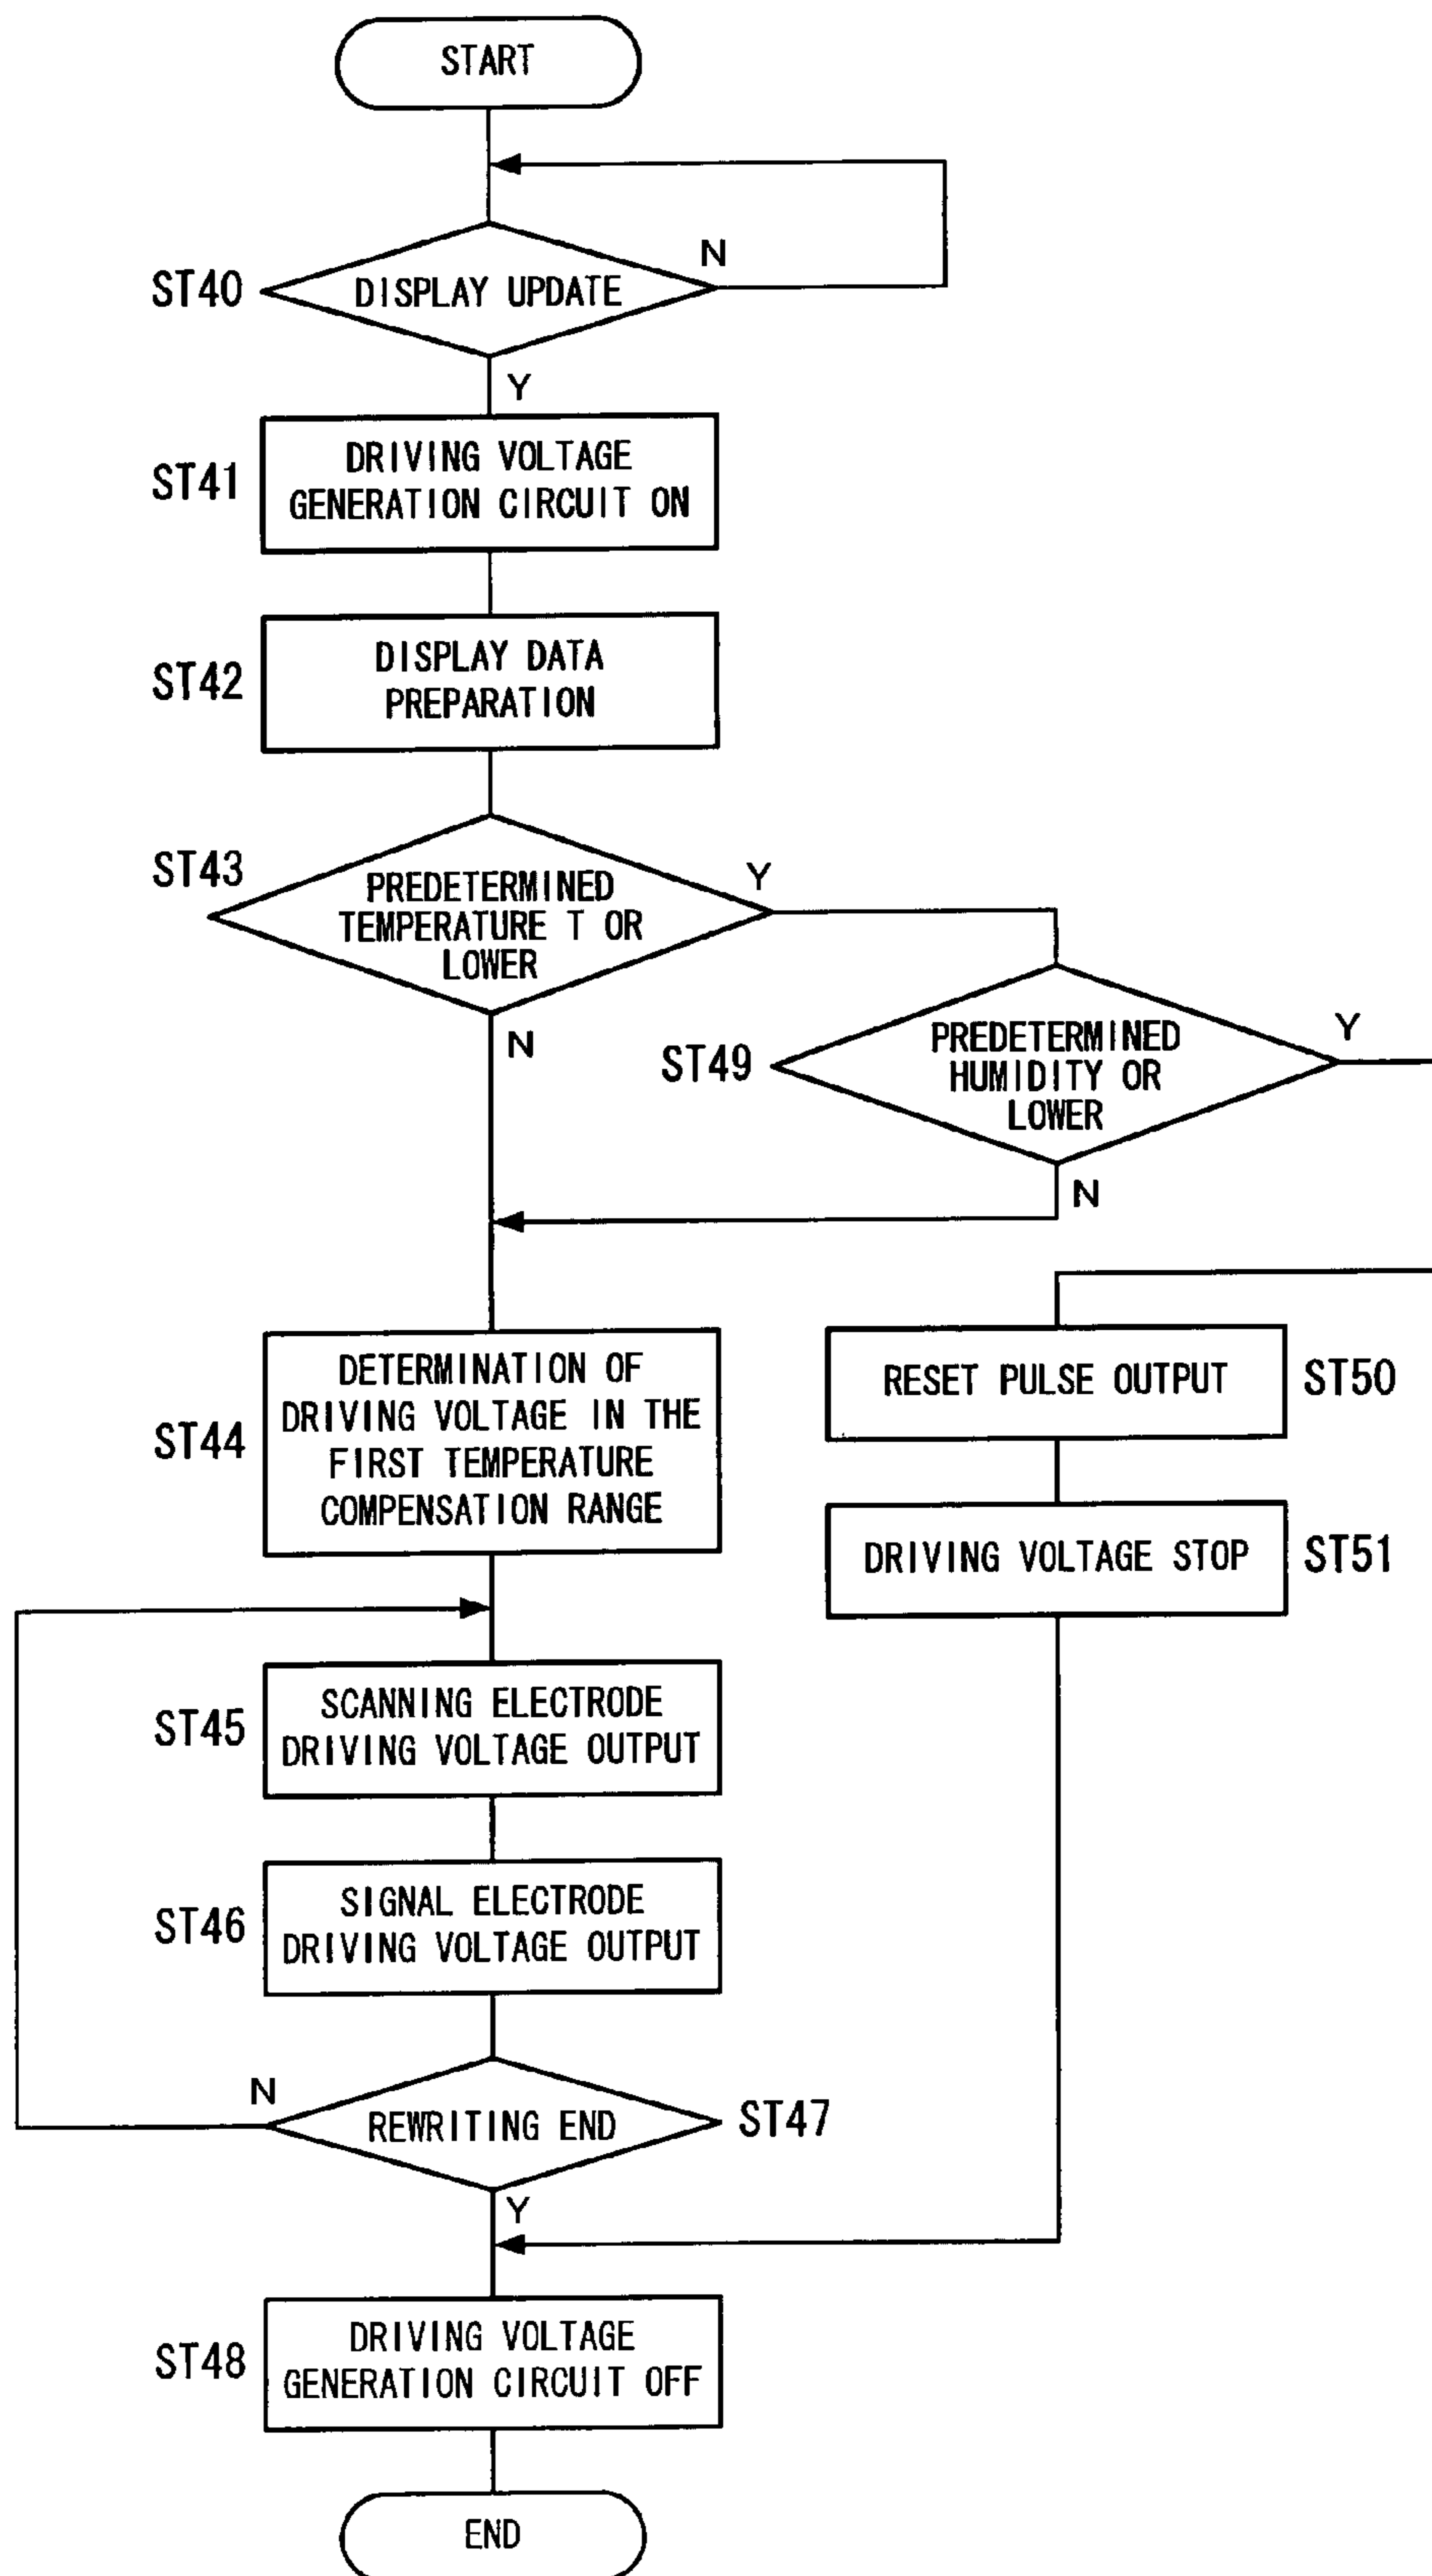 START
N
ST40
DISPLAY UPDATE
Y
ST41
DRIVING VOLTAGE
GENERATION CIRCUIT ON
ST42
DISPLAY DATA
PREPARATION
ST43
PREDETERMINED
TEMPERATURE T OR
LOWER
Y
N
ST49
PREDETERMINED
HUMIDITY OR
LOWER
Y
N
ST44
DETERMINATION OF
DRIVING VOLTAGE IN THE
FIRST TEMPERATURE
COMPENSATION RANGE
RESET PULSE OUTPUT
ST50
DRIVING VOLTAGE STOP
ST51
ST45
SCANNING ELECTRODE
DRIVING VOLTAGE OUTPUT
ST46
SIGNAL ELECTRODE
DRIVING VOLTAGE OUTPUT
N
REWRITING END
ST47
Y
ST48
DRIVING VOLTAGE
GENERATION CIRCUIT OFF
END